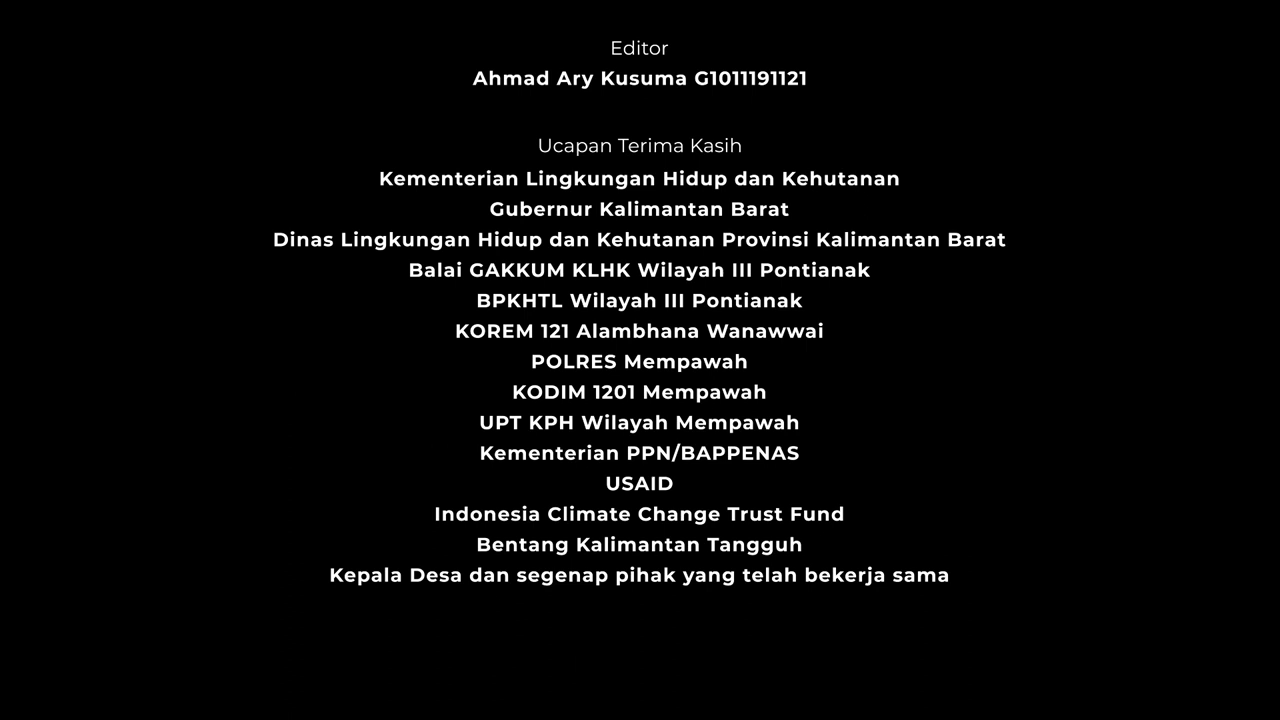 Editor
Ahmad Ary Kusuma G1011191121
Ucapan Terima Kasih
Kementerian Lingkungan Hidup dan Kehutanan
Gubernur Kalimantan Barat
Dinas Lingkungan Hidup dan Kehutanan Provinsi Kalimantan Barat
Balai GAKKUM KLHK Wilayah III Pontianak
BPKHTL Wilayah III Pontianak
KOREM 121 Alambhana Wanawwai
POLRES Mempawah
KODIM 1201 Mempawah
UPT KPH Wilayah Mempawah
Kementerian PPN/BAPPENAS
USAID
Indonesia Climate Change Trust Fund
Bentang Kalimantan Tangguh
Kepala Desa dan segenap pihak yang telah bekerja sama